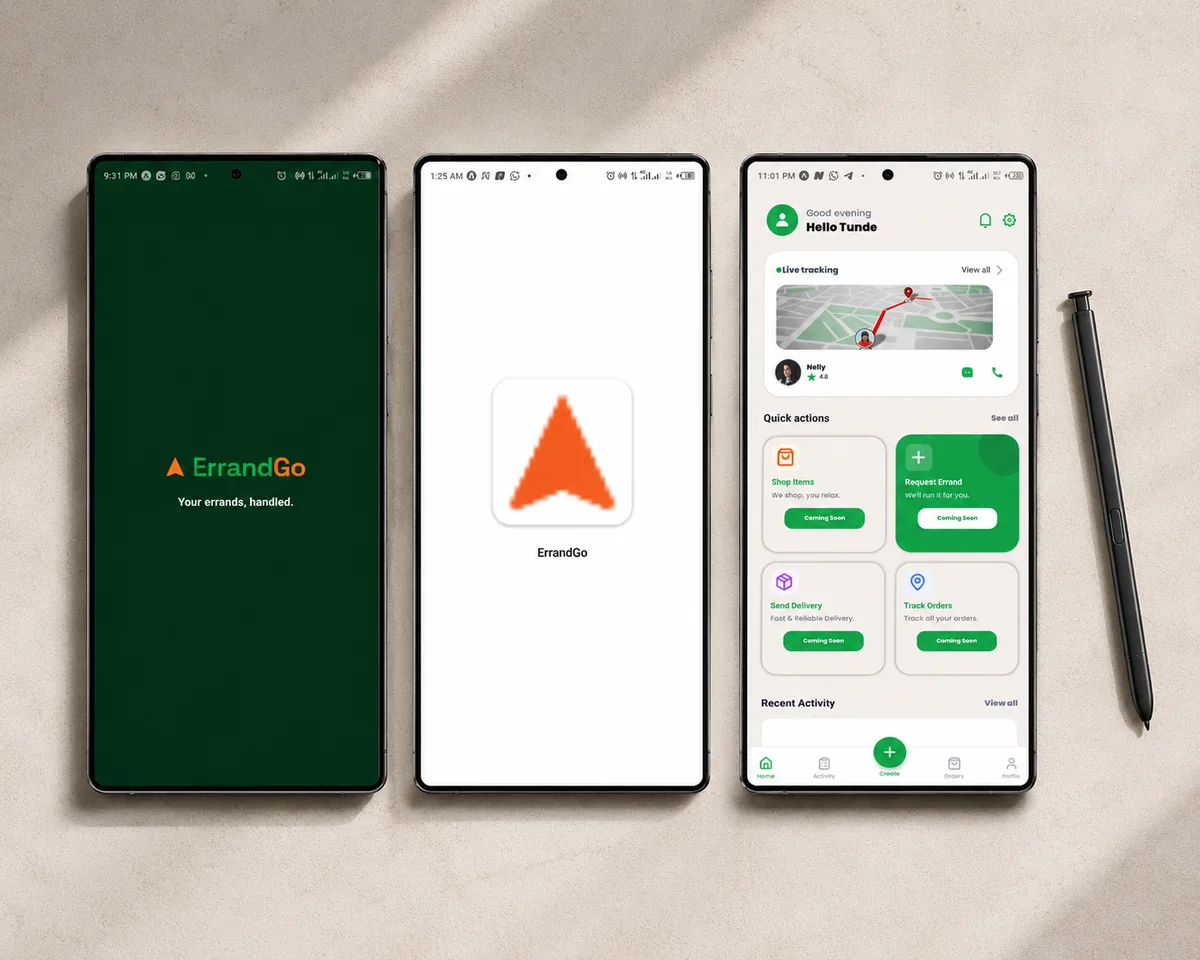 9:31 PM
ErrandGo
Your errands, handled.
1:25 AM
ErrandGo
11:01 PM
Good evening
Hello Tunde
Live tracking
View all
Nelly
4.8
Quick actions
See all
Shop Items
We shop, you relax.
Coming Soon
Request Errand
We'll run it for you.
Coming Soon
Send Delivery
Fast & Reliable Delivery.
Coming Soon
Track Orders
Track all your orders.
Coming Soon
Recent Activity
View all
Home
Activity
Create
Orders
Profile